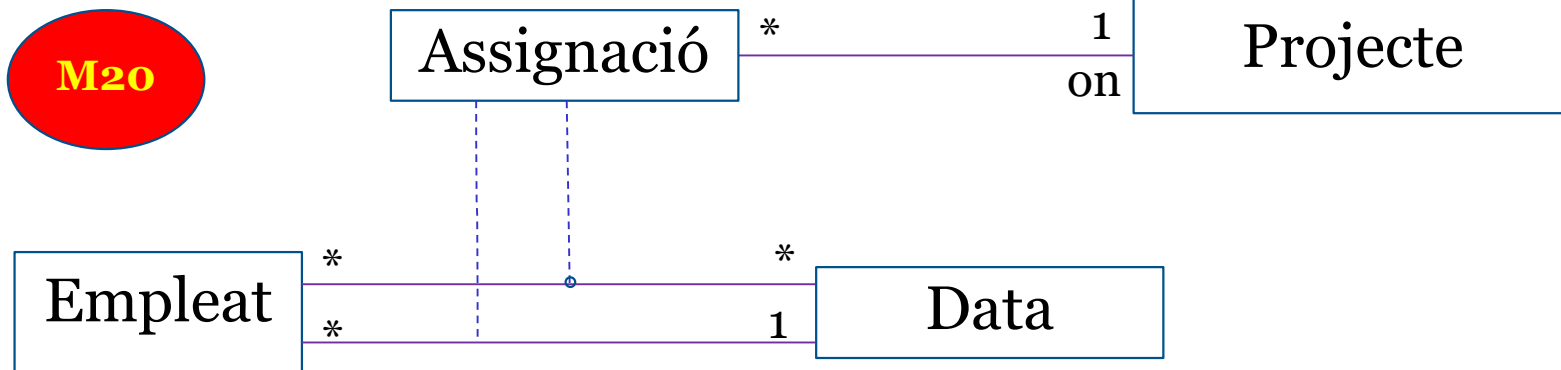 M20
Assignació
*
1
on
Projecte
Empleat
*
*
*
1
Data